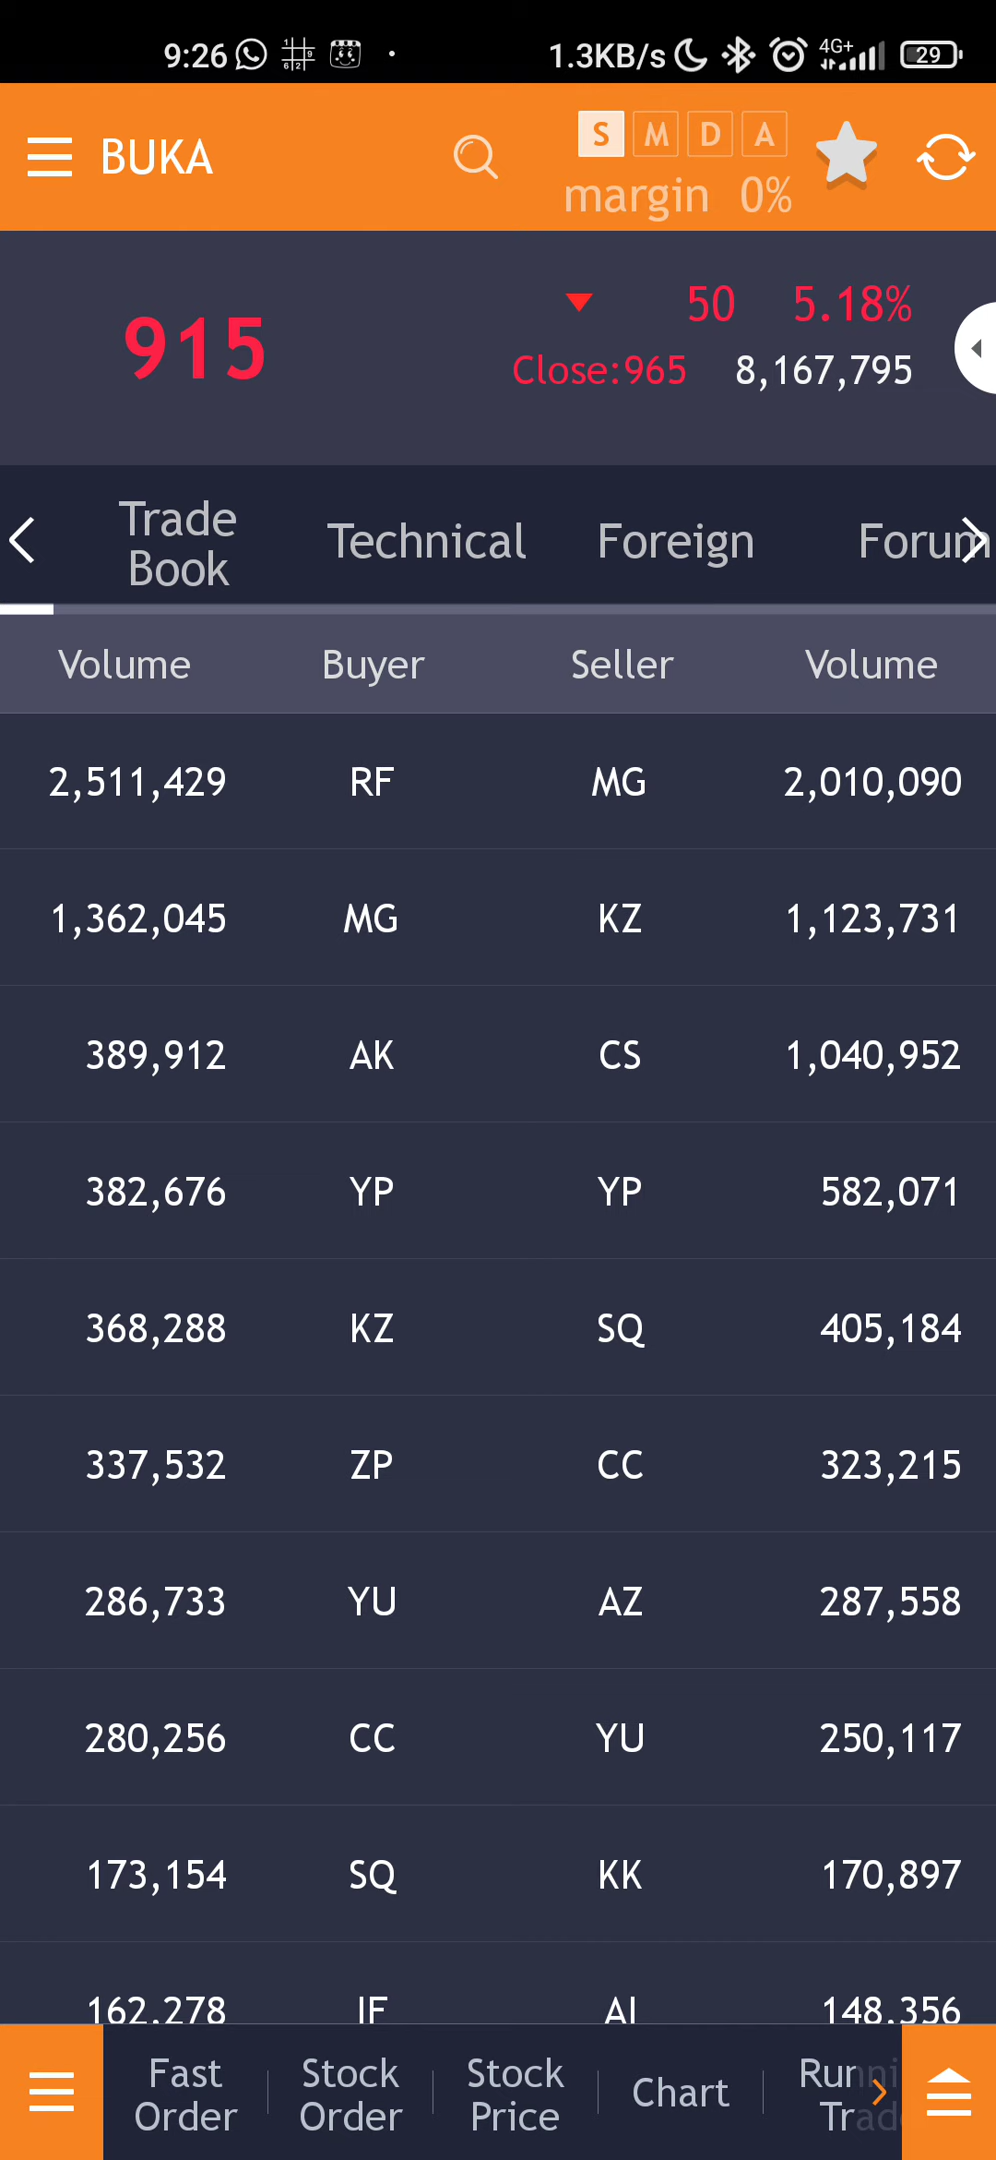 9:26 1.3KB/s 4G+ 29
BUKA S M D A
margin 0%
915 50 5.18%
Close:965 8,167,795
Trade Book Technical Foreign Forum
Volume Buyer Seller Volume
2,511,429 RF MG 2,010,090
1,362,045 MG KZ 1,123,731
389,912 AK CS 1,040,952
382,676 YP YP 582,071
368,288 KZ SQ 405,184
337,532 ZP CC 323,215
286,733 YU AZ 287,558
280,256 CC YU 250,117
173,154 SQ KK 170,897
162,278 IF AI 148,356
Fast Order Stock Order Stock Price Chart